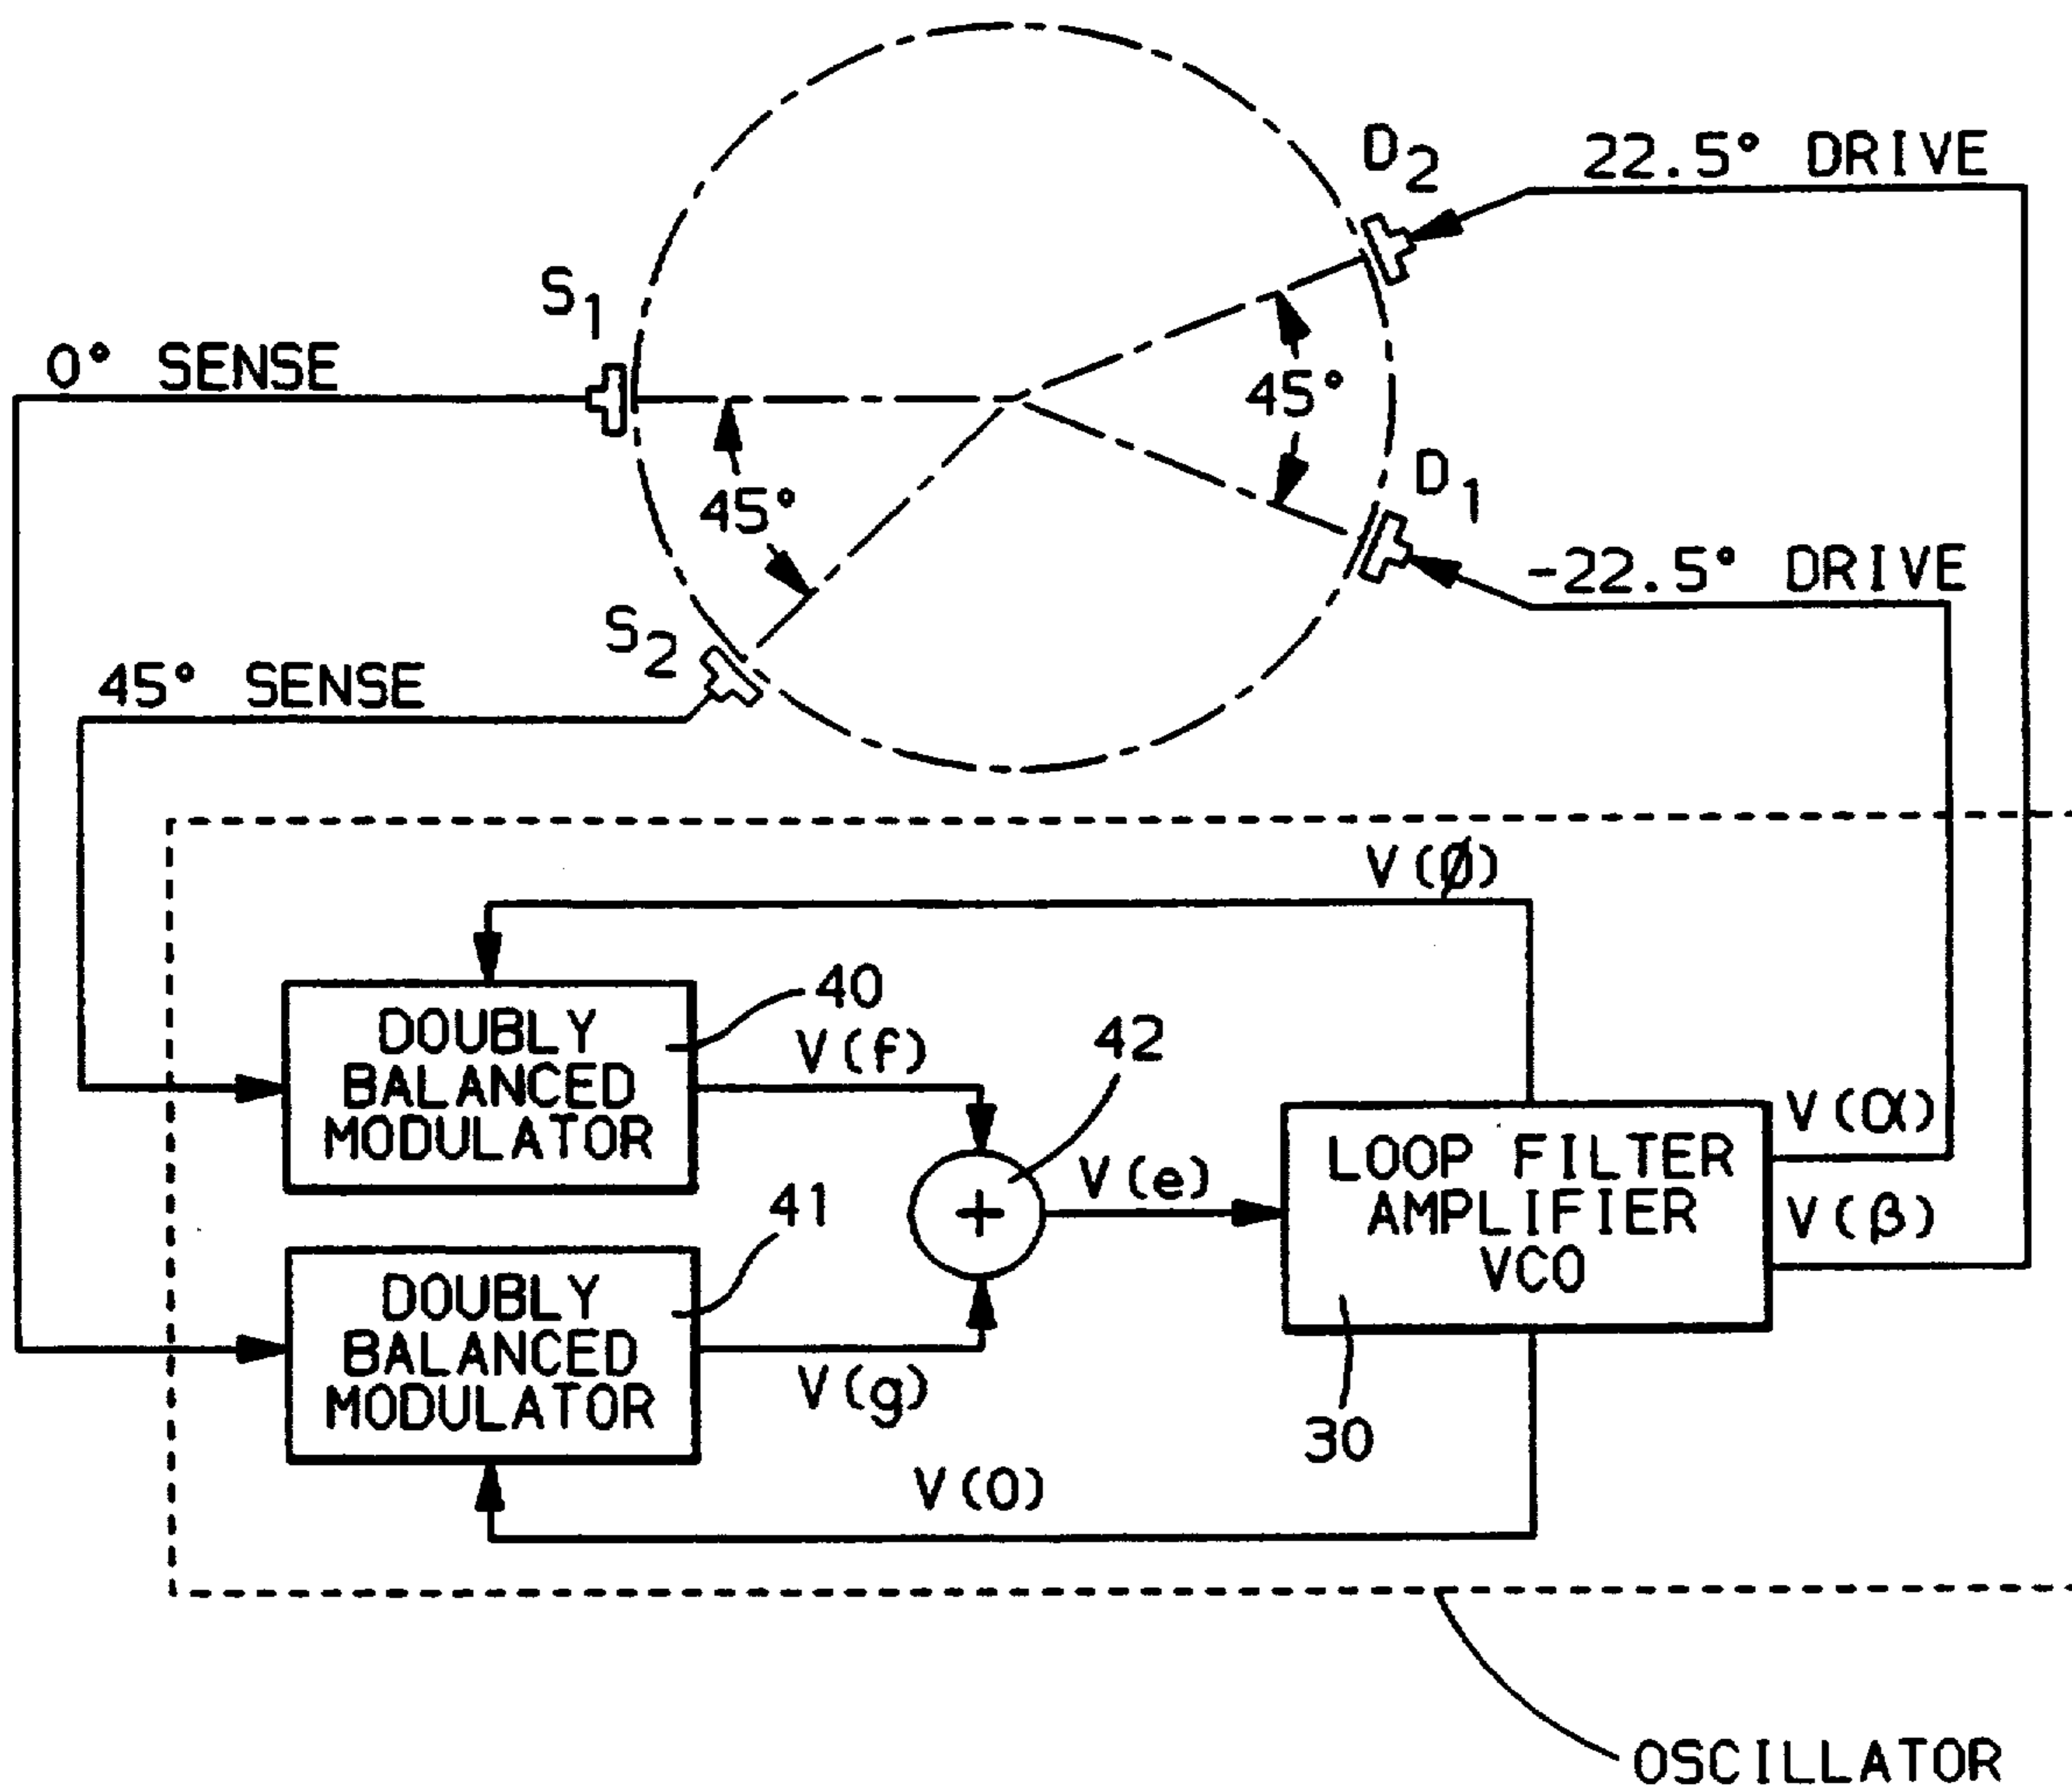 D2
22.5° DRIVE
S1
0° SENSE
45°
D1
45°
-22.5° DRIVE
S2
45° SENSE
V(Ø)
40
DOUBLY
BALANCED
MODULATOR
V(f)
42
V(e)
LOOP FILTER
AMPLIFIER
VCO
V(α)
V(β)
41
DOUBLY
BALANCED
MODULATOR
V(g)
30
V(0)
OSCILLATOR